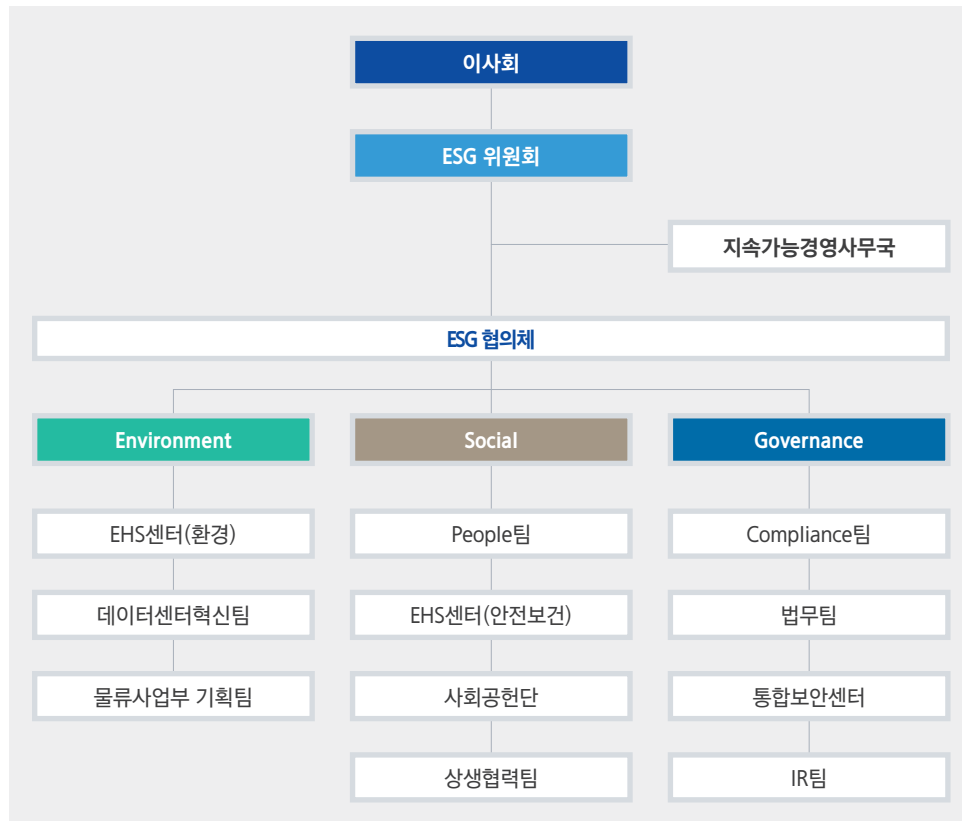 이사회
ESG 위원회
지속가능경영사무국
ESG 협의체
Environment
Social
Governance
EHS센터(환경)
People팀
Compliance팀
데이터센터혁신팀
EHS센터(안전보건)
법무팀
물류사업부 기획팀
사회공헌단
통합보안센터
상생협력팀
IR팀